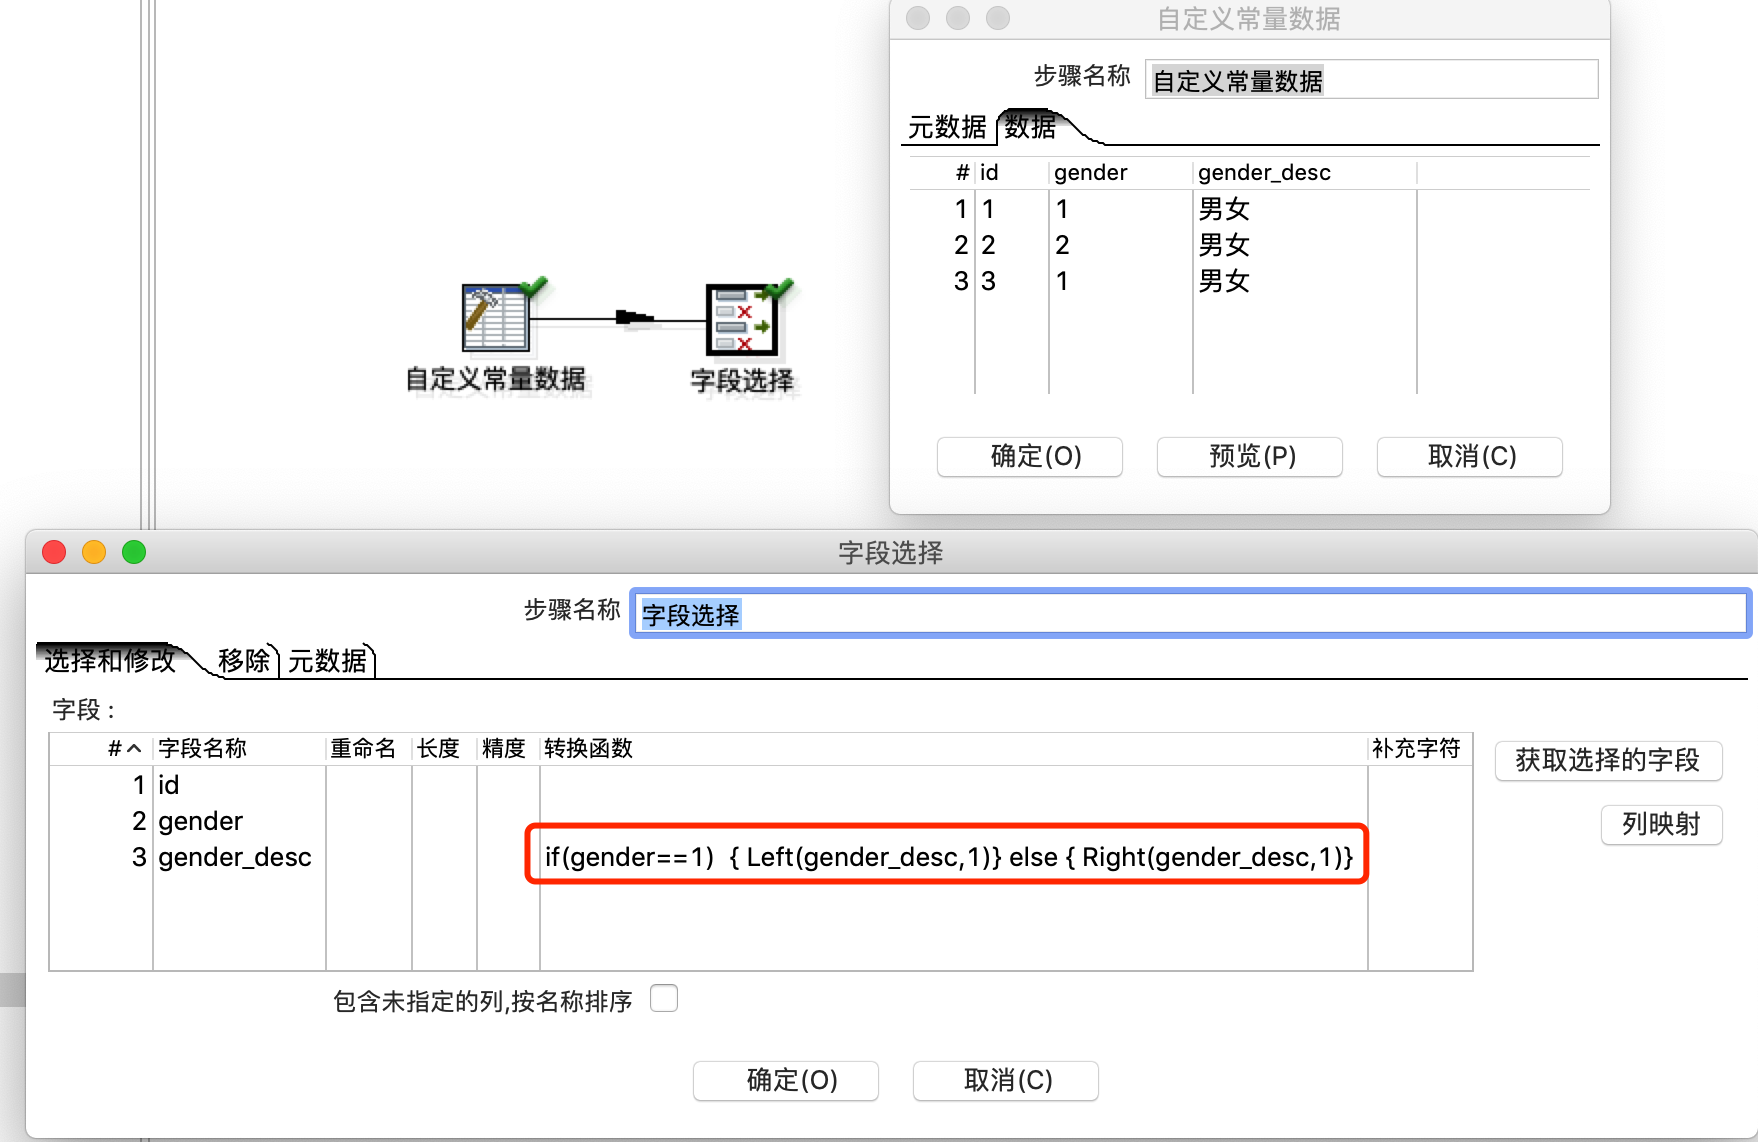 自定义常量数据
步骤名称 自定义常量数据
元数据 数据
# id gender gender_desc
1 1 1 男女
2 2 2 男女
3 3 1 男女
确定(O) 预览(P) 取消(C)
自定义常量数据 字段选择
字段选择
步骤名称 字段选择
选择和修改 移除 元数据
字段 :
# 字段名称 重命名 长度 精度 转换函数 补充字符
1 id
2 gender
3 gender_desc if(gender==1) { Left(gender_desc,1)} else { Right(gender_desc,1)}
获取选择的字段
列映射
包含未指定的列,按名称排序
确定(O) 取消(C)